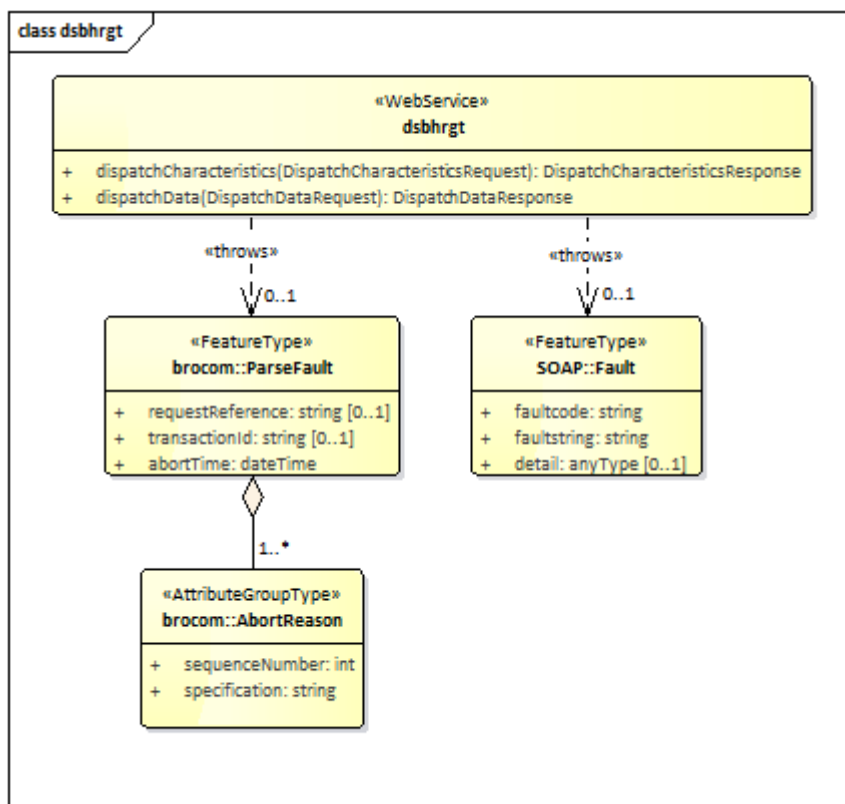 class dsbhrgt
«WebService»
dsbhrgt
+ dispatchCharacteristics(DispatchCharacteristicsRequest): DispatchCharacteristicsResponse
+ dispatchData(DispatchDataRequest): DispatchDataResponse
«throws»
«throws»
0..1
0..1
«FeatureType»
brocom::ParseFault
+ requestReference: string [0..1]
+ transactionId: string [0..1]
+ abortTime: dateTime
«FeatureType»
SOAP::Fault
+ faultcode: string
+ faultstring: string
+ detail: anyType [0..1]
1..*
«AttributeGroupType»
brocom::AbortReason
+ sequenceNumber: int
+ specification: string